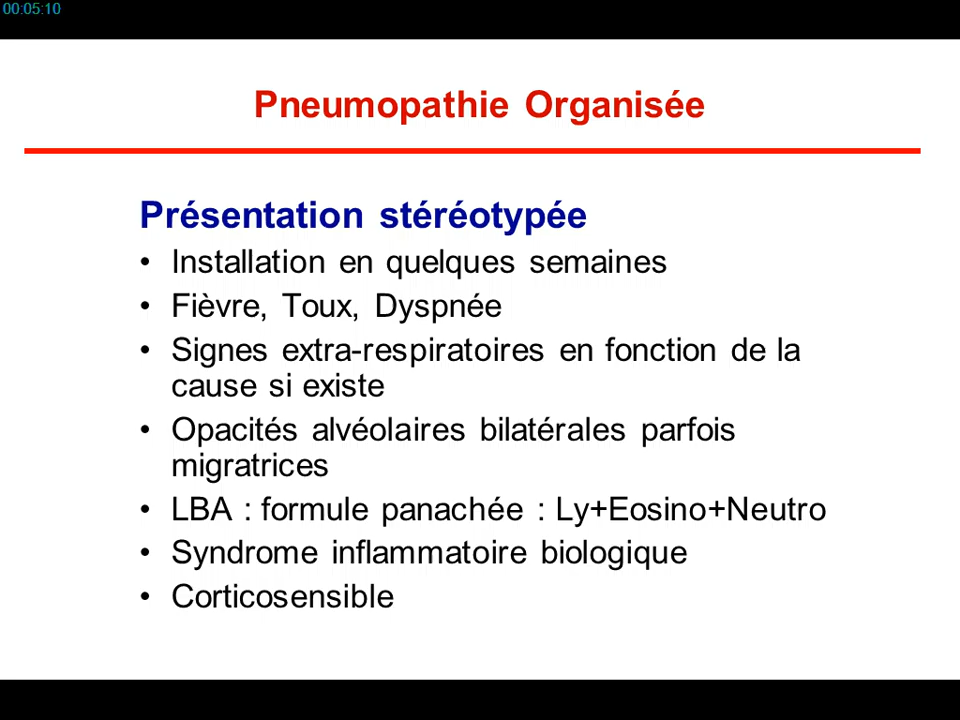 00:05:10
Pneumopathie Organisée
Présentation stéréotypée
• Installation en quelques semaines
• Fièvre, Toux, Dyspnée
• Signes extra-respiratoires en fonction de la
cause si existe
• Opacités alvéolaires bilatérales parfois
migratrices
• LBA : formule panachée : Ly+Eosino+Neutro
• Syndrome inflammatoire biologique
• Corticosensible